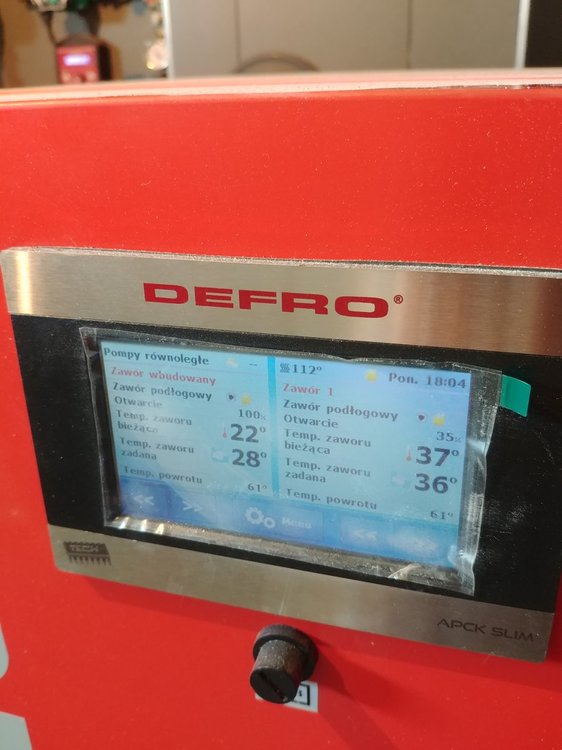 DEFRO®
Pompy równoległe --
Zawór wbudowany
Zawór podłogowy
Otwarcie 100%
Temp. zaworu
bieżąca 22°
Temp. zaworu
zadana 28°
Temp. powrotu 61°
112° Pon. 18:04
Zawór 1
Zawór podłogowy
Otwarcie 35%
Temp. zaworu
bieżąca 37°
Temp. zaworu
zadana 36°
Temp. powrotu 61°
<< >> Menu << >>
TECH
APCK SLIM